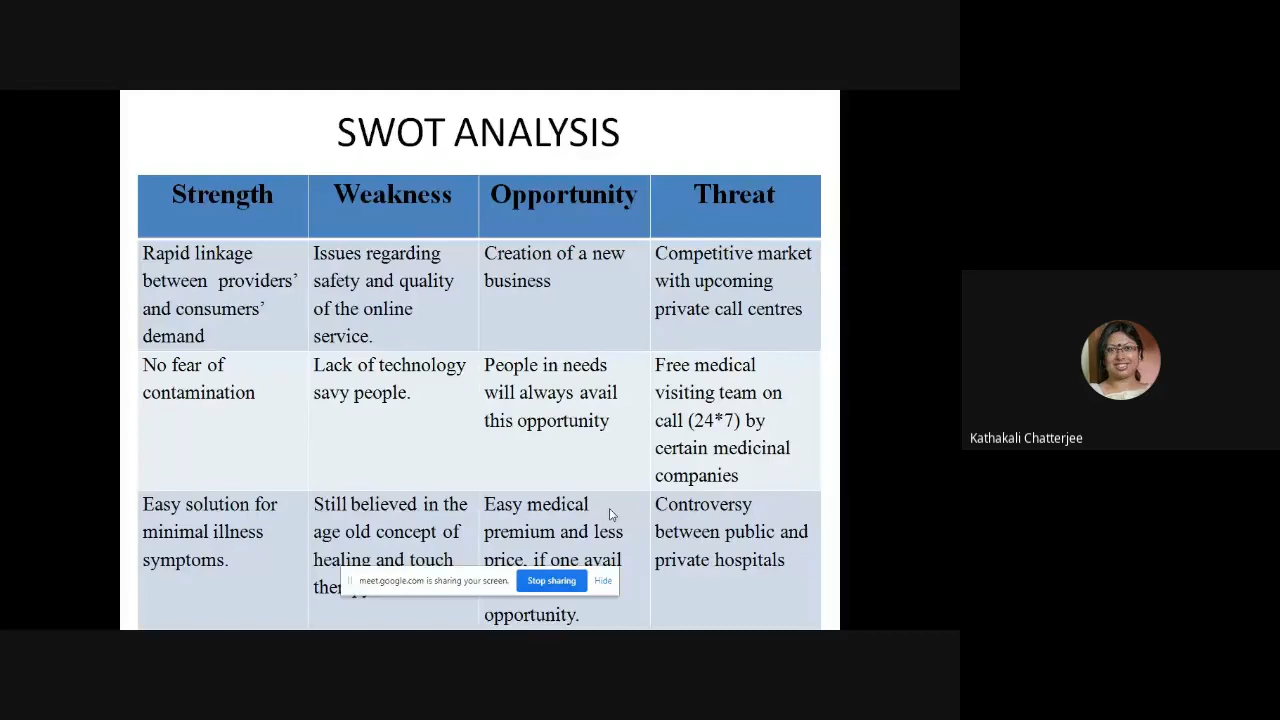 SWOT ANALYSIS
Strength
Weakness
Opportunity
Threat
Rapid linkage
between providers'
and consumers'
demand
Issues regarding
safety and quality
of the online
service.
Creation of a new
business
Competitive market
with upcoming
private call centres
No fear of
contamination
Lack of technology
savy people.
People in needs
will always avail
this opportunity
Free medical
visiting team on
call (24*7) by
certain medicinal
companies
Easy solution for
minimal illness
symptoms.
Still believed in the
age old concept of
healing and touch
Easy medical
premium and less
price, if one avail
opportunity.
Controversy
between public and
private hospitals
meet.google.com is sharing your screen.
Stop sharing
Hide
Kathakali Chatterjee